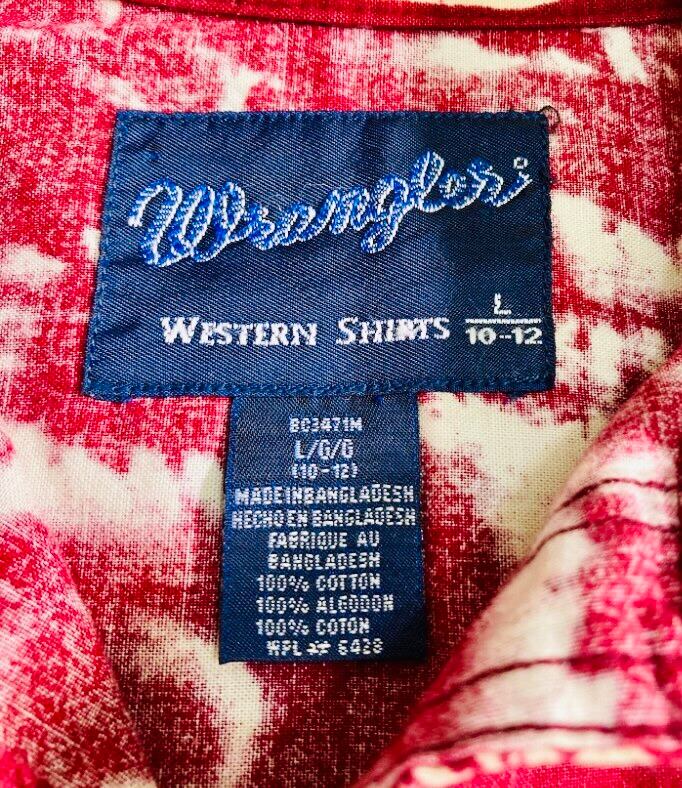 Wrangler®
WESTERN SHIRTS L
10--12
BC3471M
L/G/G
(10-12)
MADE IN BANGLADESH
HECHO EN BANGLADESH
FABRIQUE AU
BANGLADESH
100% COTTON
100% ALGODON
100% COTON
WPL 6428